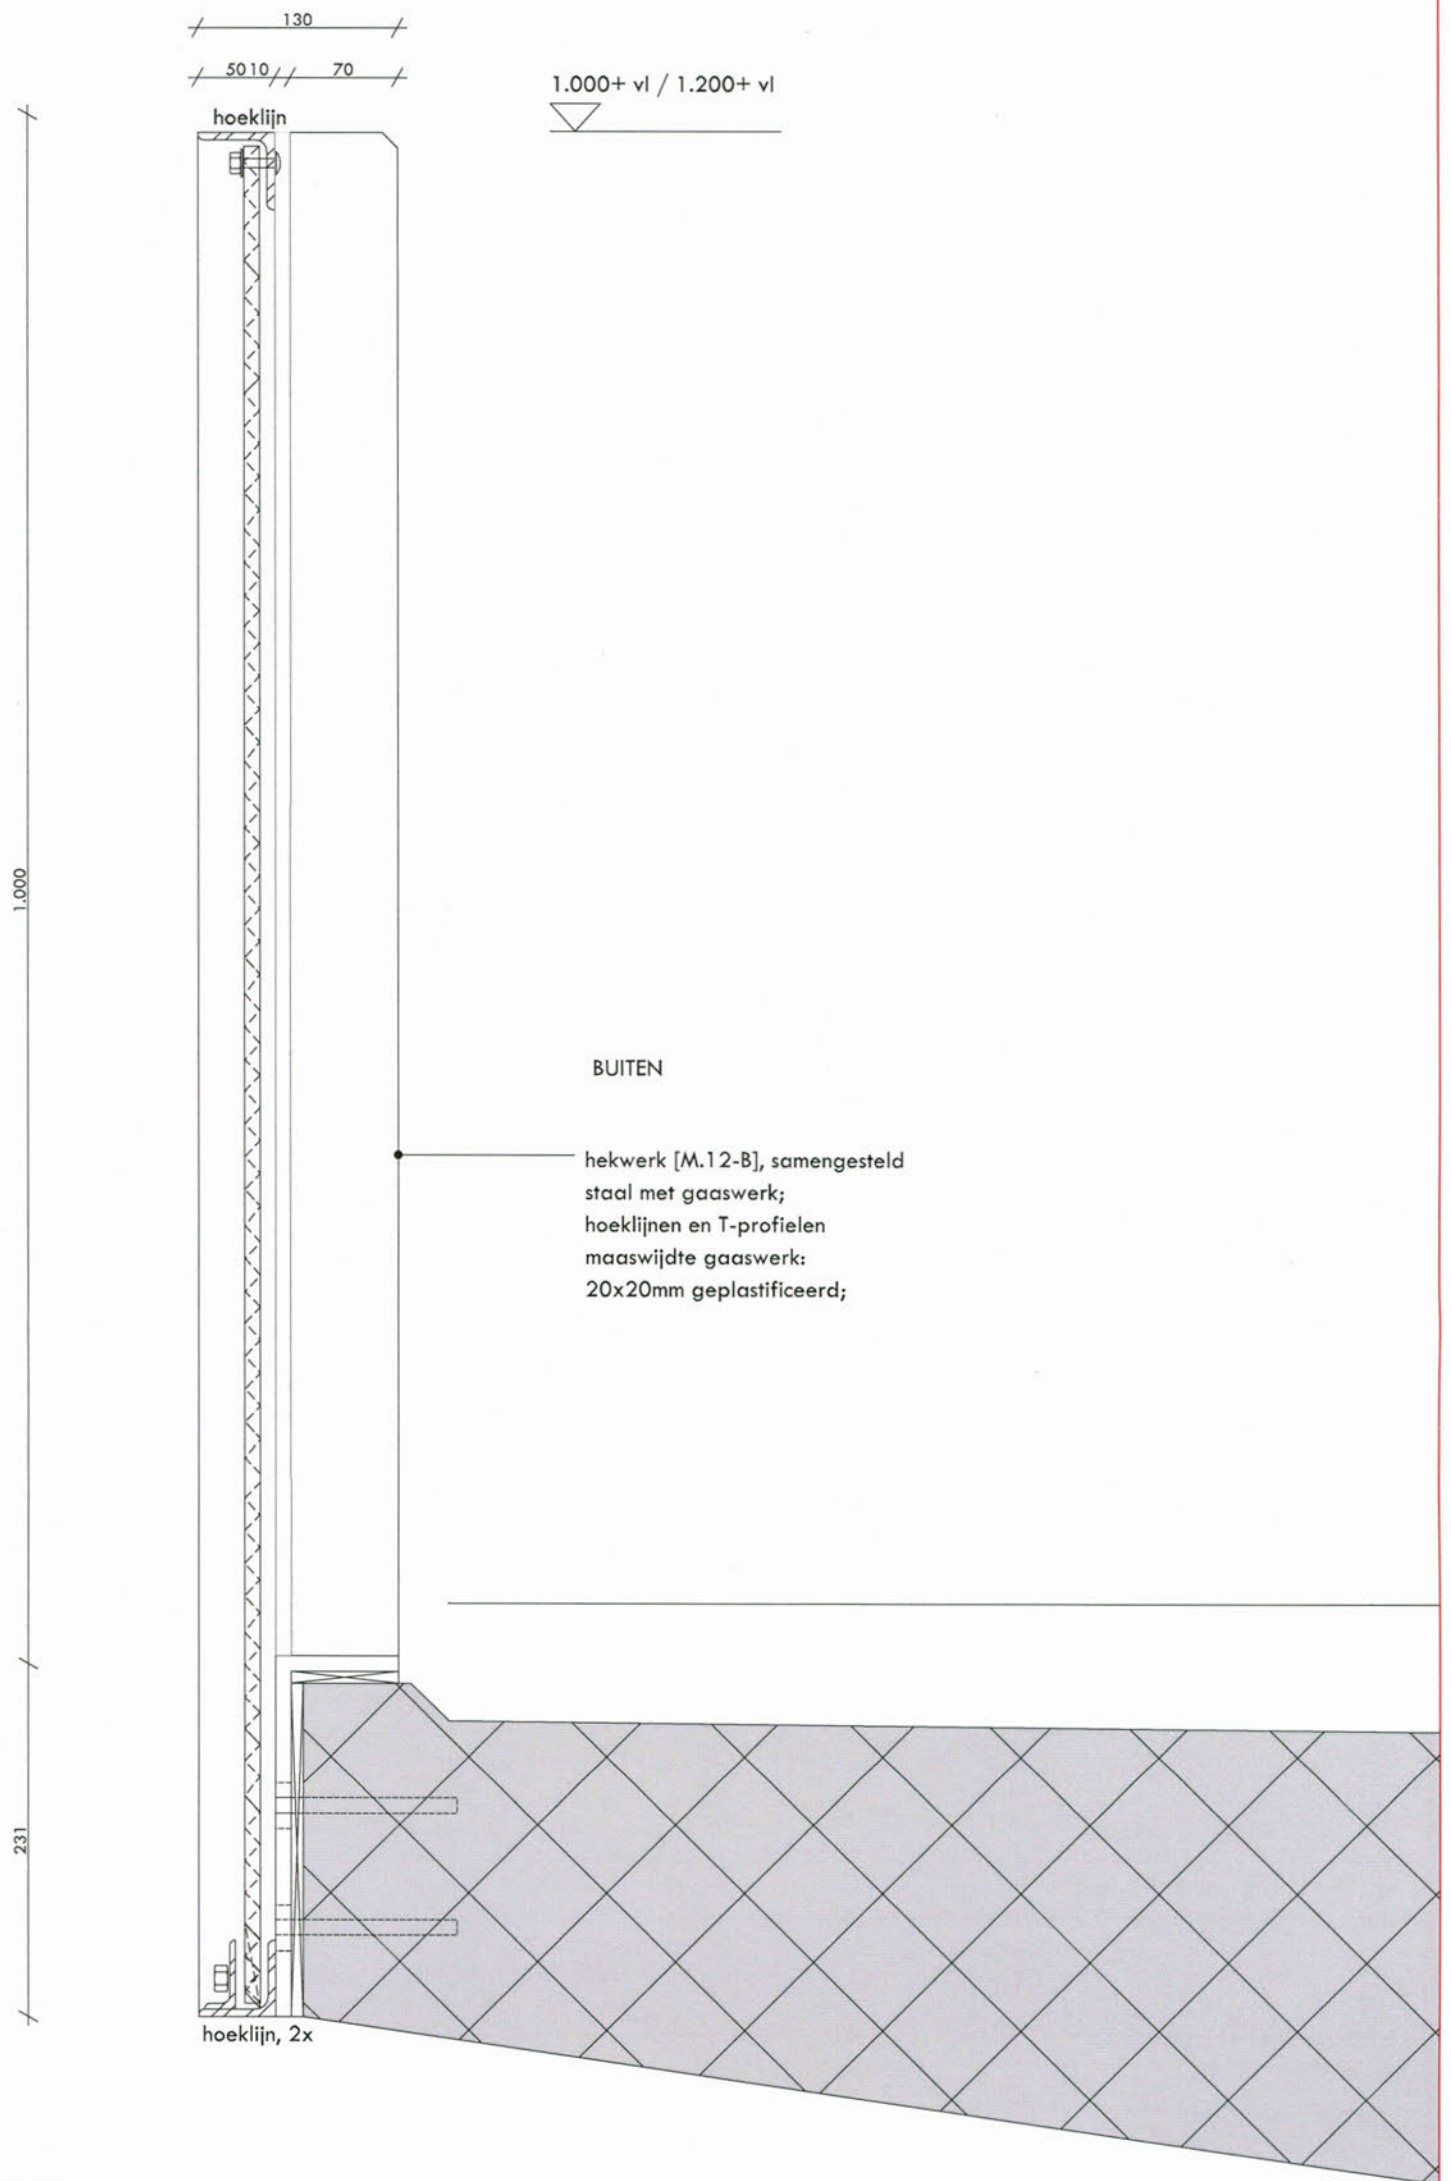 130
50 10 70
1.000+ vl / 1.200+ vl
hoeklijn
1.000
BUITEN
hekwerk [M.12-B], samengesteld
staal met gaaswerk;
hoeklijnen en T-profielen
maaswijdte gaaswerk:
20x20mm geplastificeerd;
231
hoeklijn, 2x